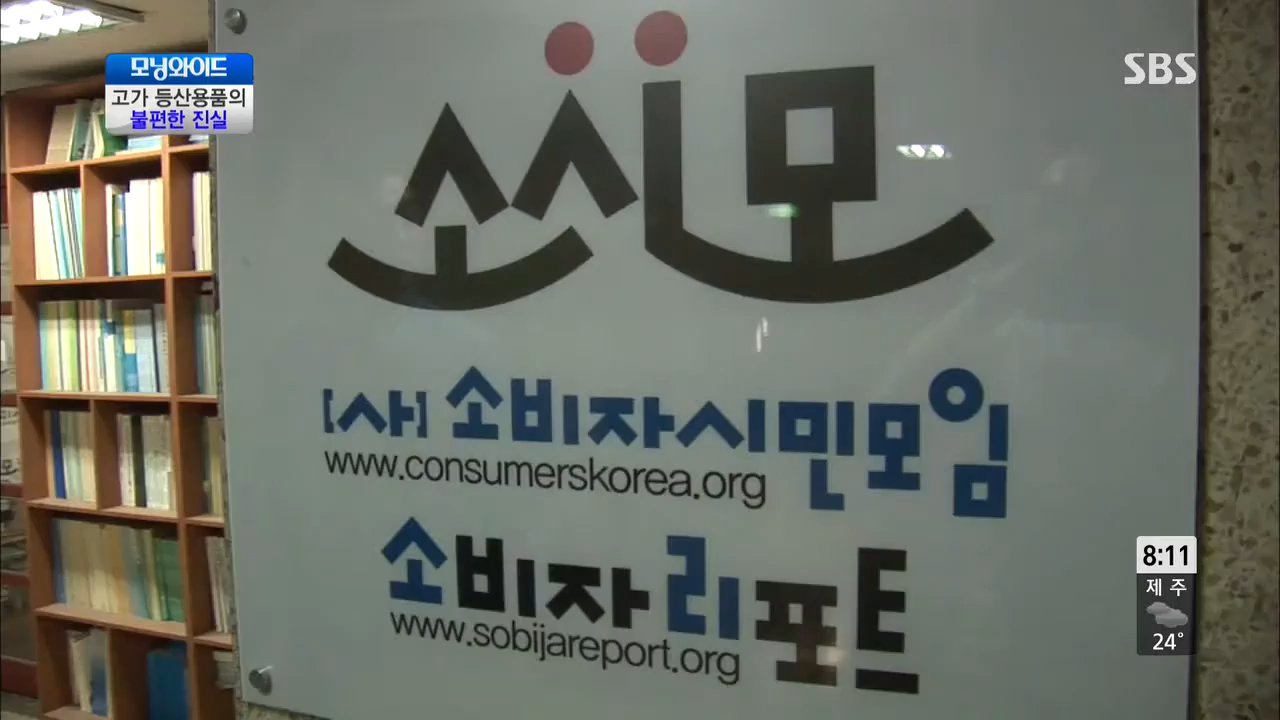 모닝와이드
고가 등산용품의
불편한 진실
SBS
쏘시모
[사] 소비자시민모임
www.consumerskorea.org
소비자리포트
www.sobijareport.org
8:11
제 주
24°